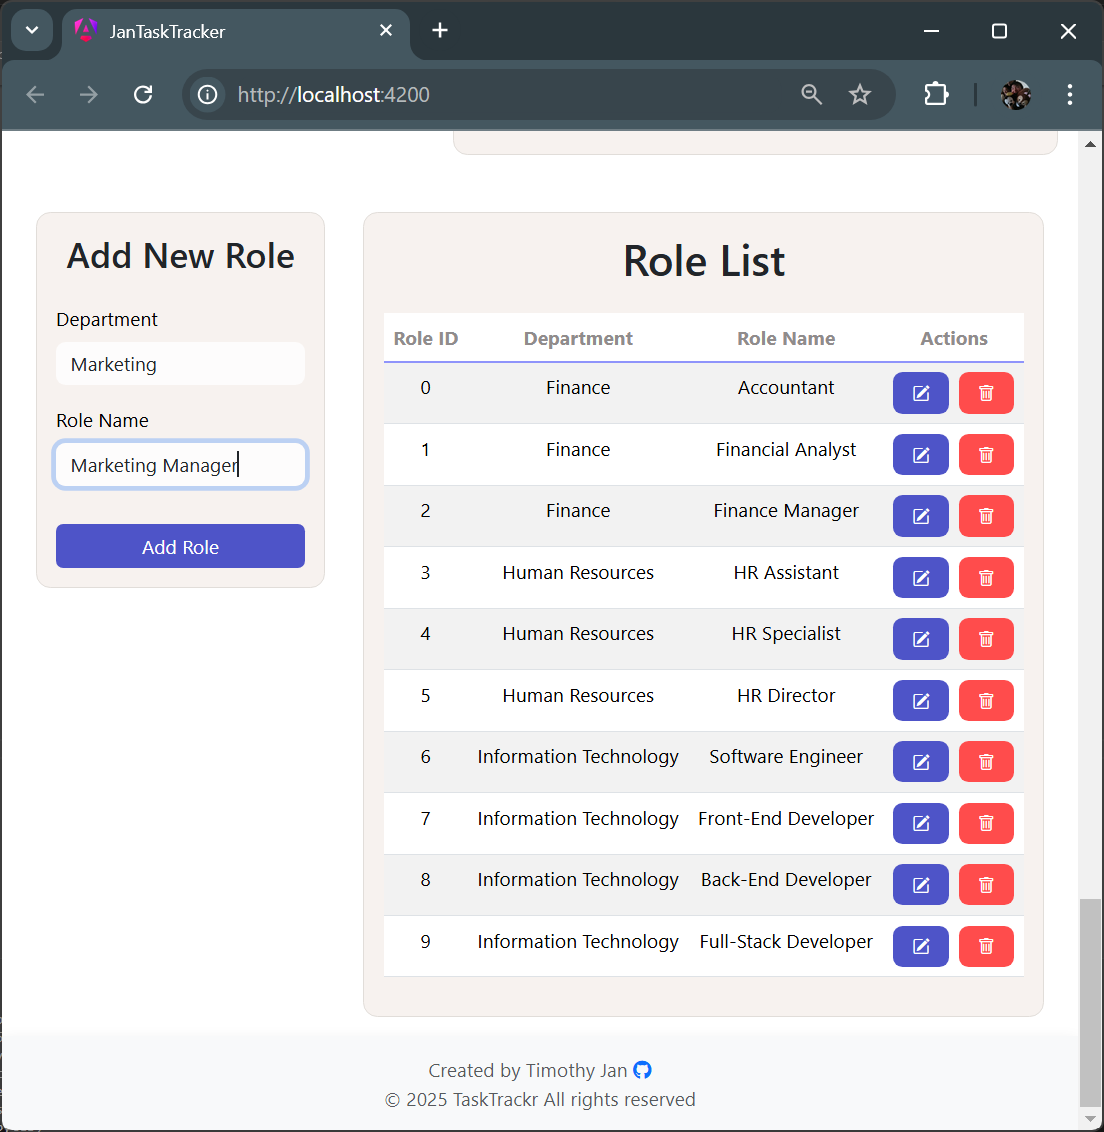 JanTaskTracker
http://localhost:4200
Add New Role
Department
Marketing
Role Name
Marketing Manager
Add Role
Role List
Role ID Department Role Name Actions
0 Finance Accountant
1 Finance Financial Analyst
2 Finance Finance Manager
3 Human Resources HR Assistant
4 Human Resources HR Specialist
5 Human Resources HR Director
6 Information Technology Software Engineer
7 Information Technology Front-End Developer
8 Information Technology Back-End Developer
9 Information Technology Full-Stack Developer
Created by Timothy Jan
© 2025 TaskTrackr All rights reserved